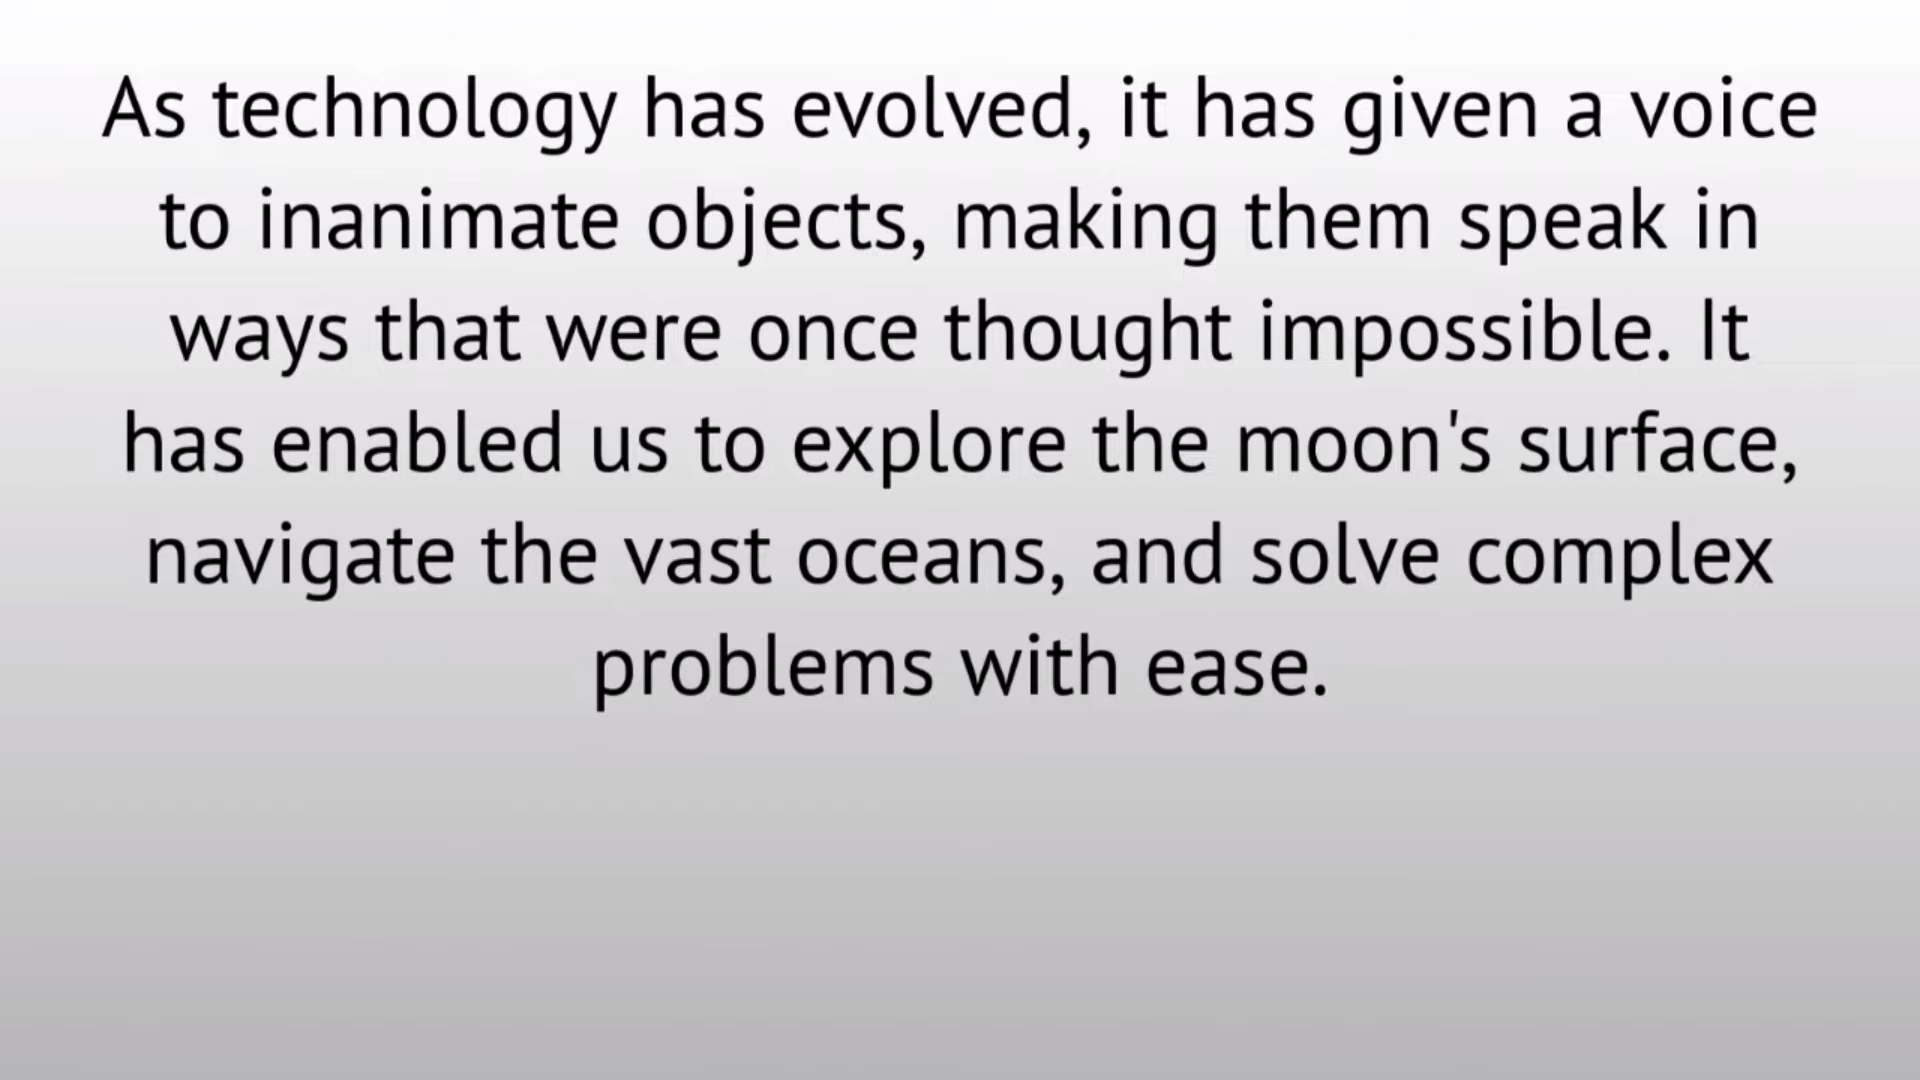 As technology has evolved, it has given a voice
to inanimate objects, making them speak in
ways that were once thought impossible. It
has enabled us to explore the moon's surface,
navigate the vast oceans, and solve complex
problems with ease.